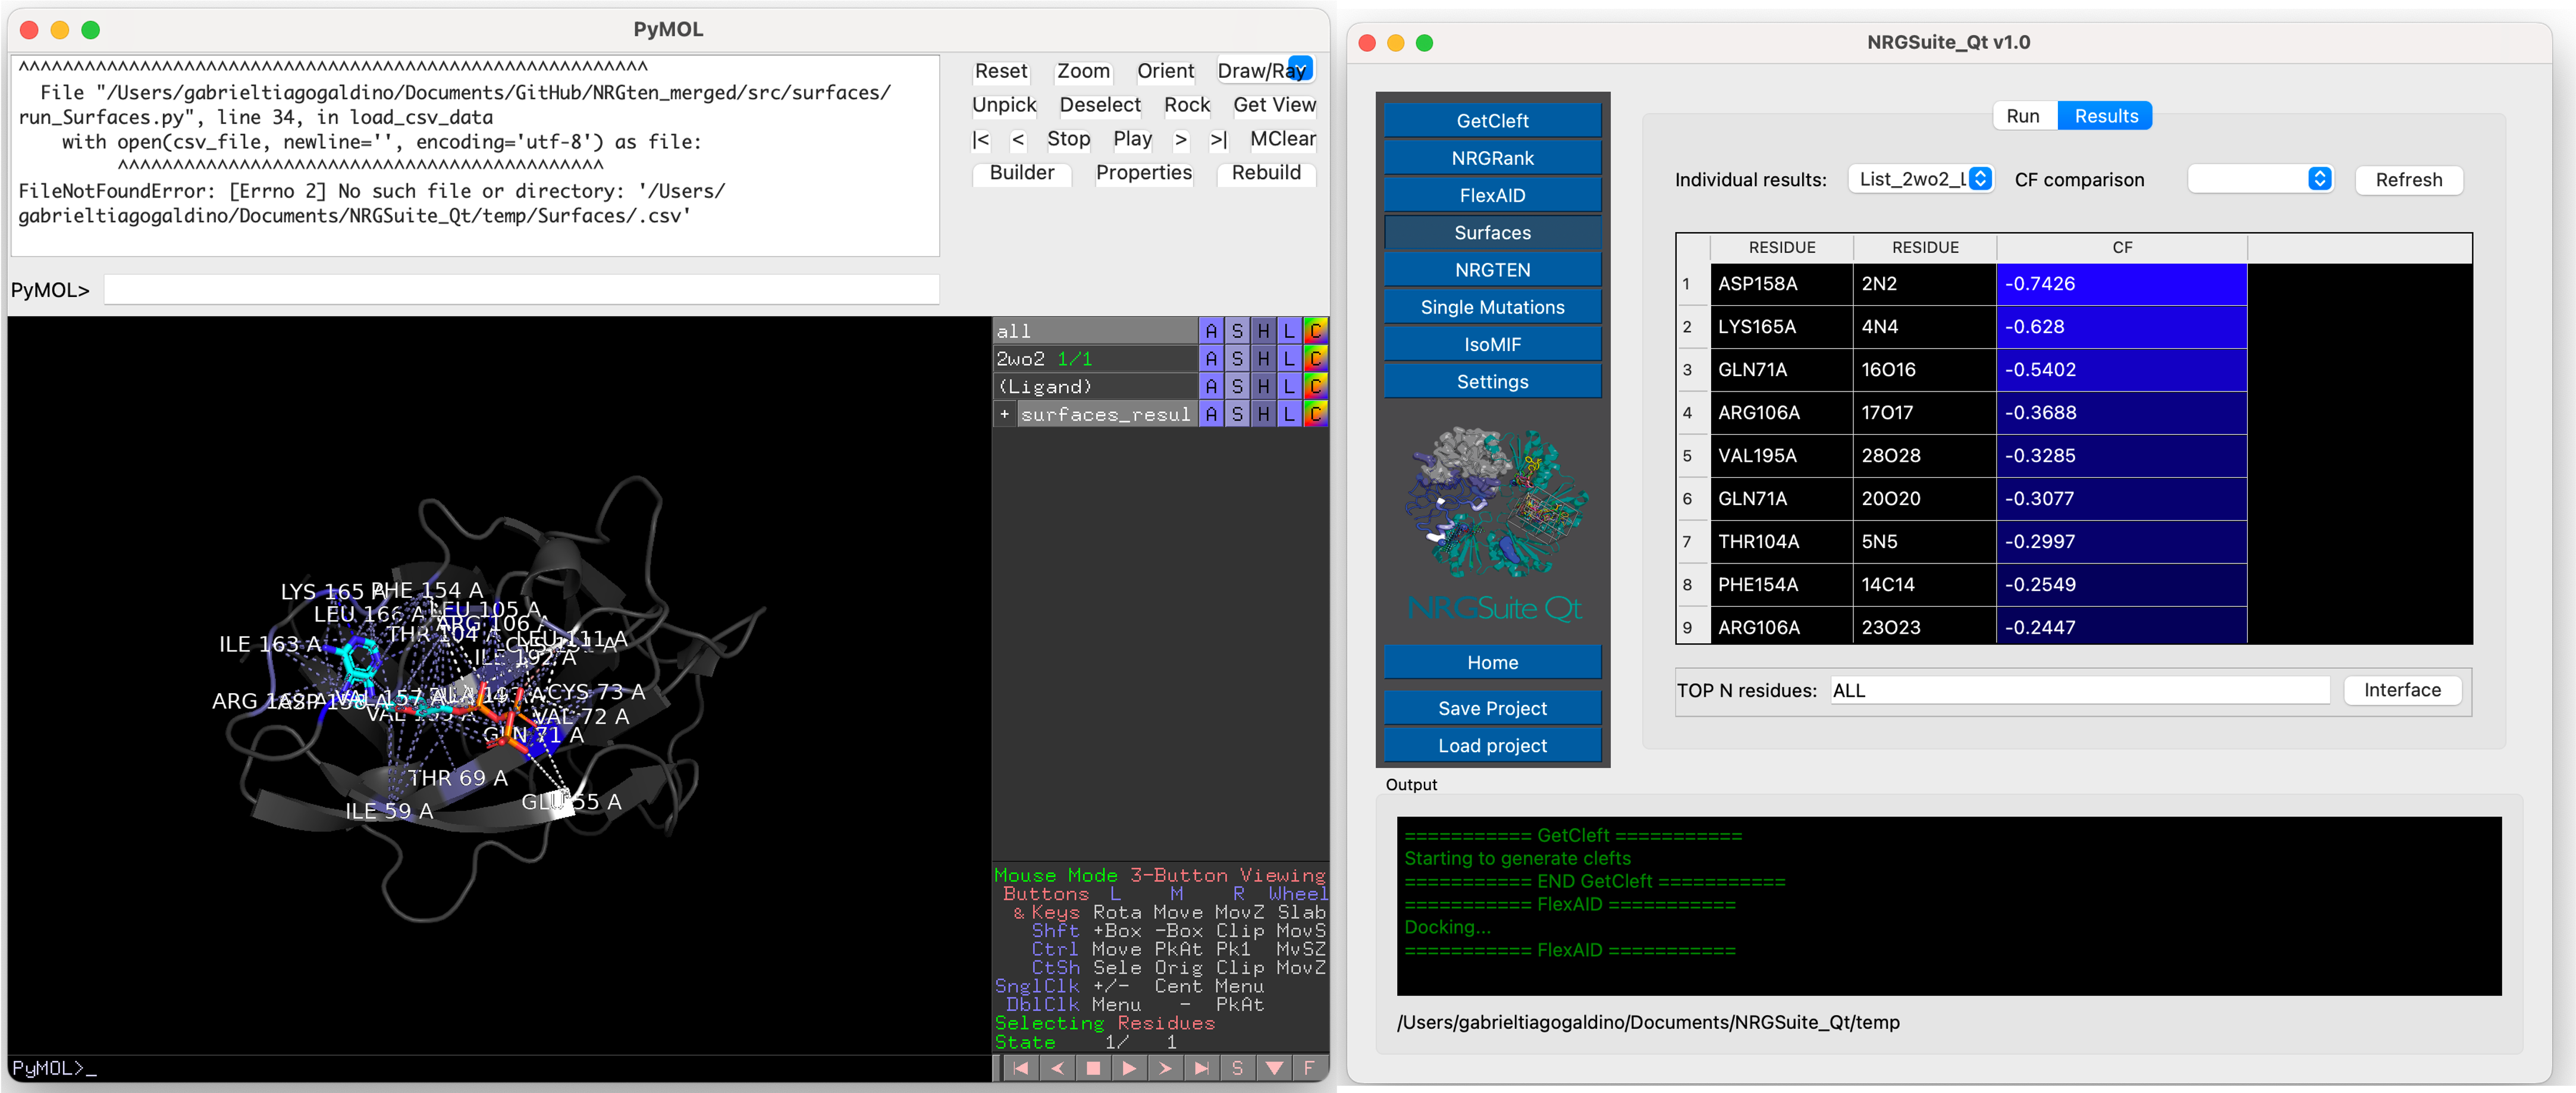 PyMOL
^^^^^^^^^^^^^^^^^^^^^^^^^^^^^^^^^^^^^^^^^^^^^^^^^^^^^^^^^
File "/Users/gabrieltiagogaldino/Documents/GitHub/NRGten_merged/src/surfaces/
run_Surfaces.py", line 34, in load_csv_data
with open(csv_file, newline='', encoding='utf-8') as file:
^^^^^^^^^^^^^^^^^^^^^^^^^^^^^^^^^^^^^^^^^^^^
FileNotFoundError: [Errno 2] No such file or directory: '/Users/
gabrieltiagogaldino/Documents/NRGSuite_Qt/temp/Surfaces/.csv'
Reset Zoom Orient Draw/Ray
Unpick Deselect Rock Get View
|< < Stop Play > >| MClear
Builder Properties Rebuild
PyMOL>
all A S H L C
2wo2 1/1 A S H L C
(Ligand) A S H L C
+ surfaces_resul A S H L C
LYS 165 A
PHE 154 A
LEU 166 A
LEU 105 A
ARG 106 A
THR 104 A
LEU 111 A
ILE 163 A
ILE 192 A
CYS 73 A
VAL 72 A
GLN 71 A
THR 69 A
GLU 55 A
ILE 59 A
Mouse Mode 3-Button Viewing
Buttons L M R Wheel
& Keys Rota Move MovZ Slab
Shft +Box -Box Clip MovS
Ctrl Move PkAt Pk1 MvSZ
CtSh Sele Orig Clip MovZ
SnglClk +/- Cent Menu
DblClk Menu - PkAt
Selecting Residues
State 1/ 1
PyMOL>_
S F
NRGSuite_Qt v1.0
GetCleft
NRGRank
FlexAID
Surfaces
NRGTEN
Single Mutations
IsoMIF
Settings
NRGSuite Qt
Home
Save Project
Load project
Run Results
Individual results: List_2wo2_L CF comparison Refresh
RESIDUE RESIDUE CF
1 ASP158A 2N2 -0.7426
2 LYS165A 4N4 -0.628
3 GLN71A 16O16 -0.5402
4 ARG106A 17O17 -0.3688
5 VAL195A 28O28 -0.3285
6 GLN71A 20O20 -0.3077
7 THR104A 5N5 -0.2997
8 PHE154A 14C14 -0.2549
9 ARG106A 23O23 -0.2447
TOP N residues: ALL Interface
Output
=========== GetCleft ===========
Starting to generate clefts
=========== END GetCleft ===========
=========== FlexAID ===========
Docking...
=========== FlexAID ===========
/Users/gabrieltiagogaldino/Documents/NRGSuite_Qt/temp